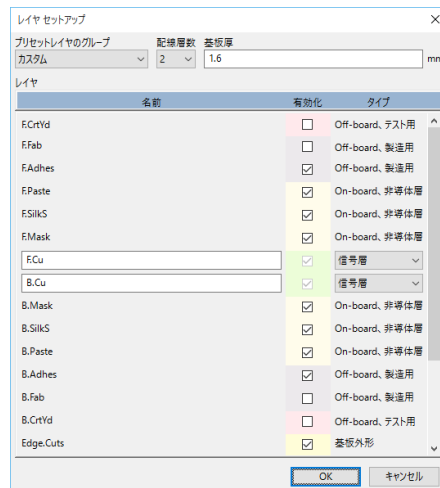 レイヤ セットアップ
プリセットレイヤのグループ 配線層数 基板厚
カスタム 2 1.6 mm
レイヤ
名前 有効化 タイプ
F.CrtYd Off-board、テスト用
F.Fab Off-board、製造用
F.Adhes Off-board、製造用
F.Paste On-board、非導体層
F.SilkS On-board、非導体層
F.Mask On-board、非導体層
F.Cu 信号層
B.Cu 信号層
B.Mask On-board、非導体層
B.SilkS On-board、非導体層
B.Paste On-board、非導体層
B.Adhes Off-board、製造用
B.Fab Off-board、製造用
B.CrtYd Off-board、テスト用
Edge.Cuts 基板外形
OK キャンセル